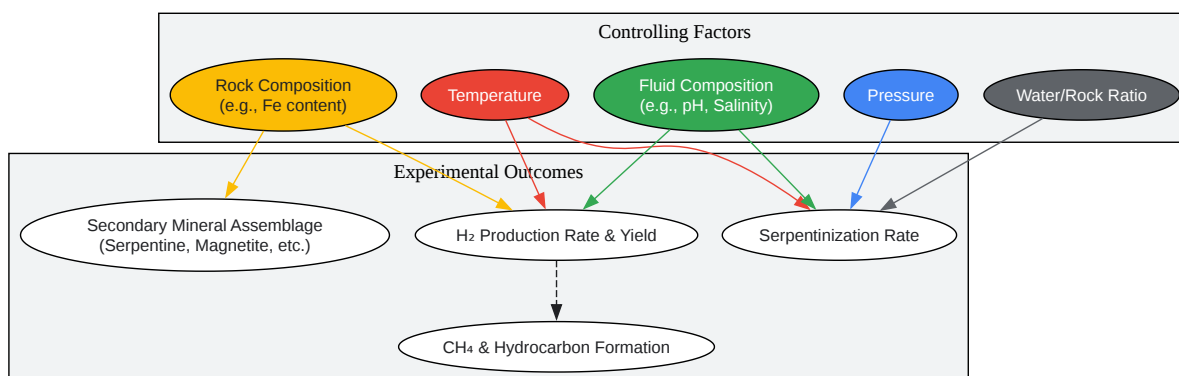 Controlling Factors
Rock Composition
(e.g., Fe content)
Temperature
Fluid Composition
(e.g., pH, Salinity)
Pressure
Water/Rock Ratio
Experimental Outcomes
Secondary Mineral Assemblage
(Serpentine, Magnetite, etc.)
H₂ Production Rate & Yield
Serpentinization Rate
CH₄ & Hydrocarbon Formation